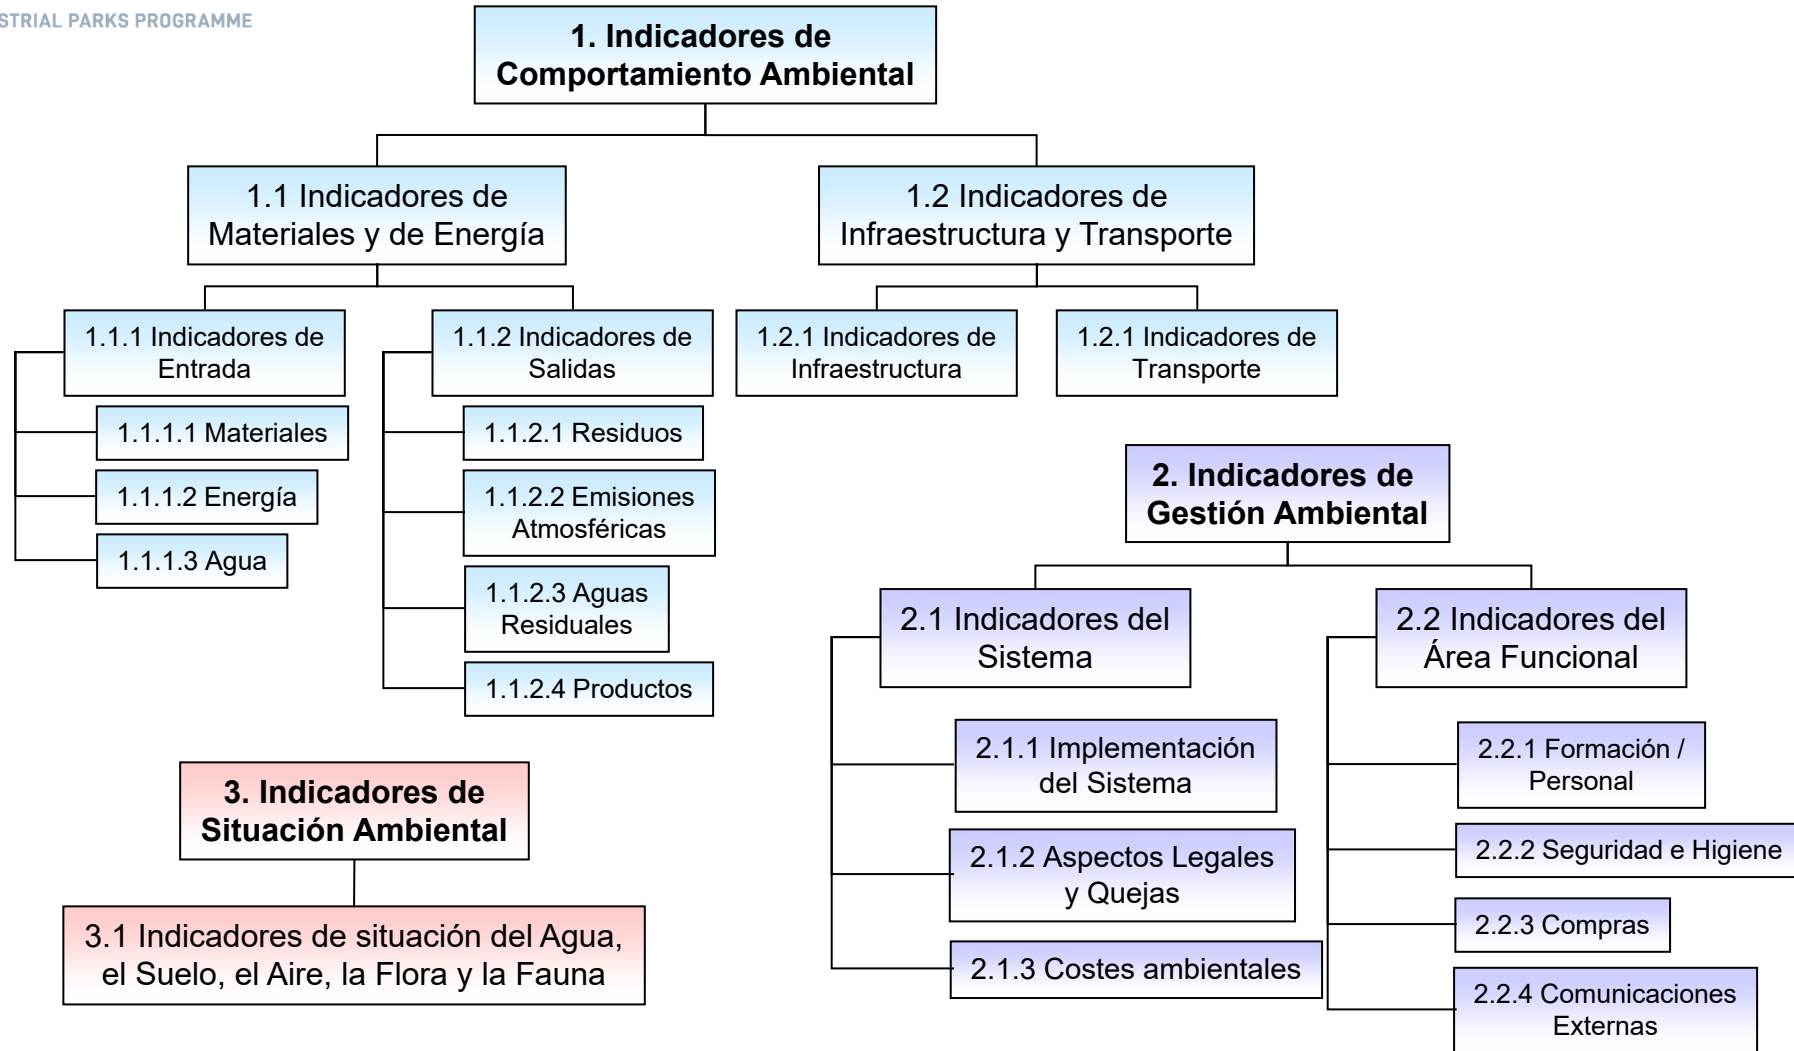 STRIAL PARKS PROGRAMME
1. Indicadores de
Comportamiento Ambiental
1.1 Indicadores de
Materiales y de Energía
1.2 Indicadores de
Infraestructura y Transporte
1.1.1 Indicadores de
Entrada
1.1.2 Indicadores de
Salidas
1.2.1 Indicadores de
Infraestructura
1.2.1 Indicadores de
Transporte
1.1.1.1 Materiales
1.1.1.2 Energía
1.1.1.3 Agua
1.1.2.1 Residuos
1.1.2.2 Emisiones
Atmosféricas
1.1.2.3 Aguas
Residuales
1.1.2.4 Productos
2. Indicadores de
Gestión Ambiental
2.1 Indicadores del
Sistema
2.2 Indicadores del
Área Funcional
2.1.1 Implementación
del Sistema
2.1.2 Aspectos Legales
y Quejas
2.1.3 Costes ambientales
2.2.1 Formación /
Personal
2.2.2 Seguridad e Higiene
2.2.3 Compras
2.2.4 Comunicaciones
Externas
3. Indicadores de
Situación Ambiental
3.1 Indicadores de situación del Agua,
el Suelo, el Aire, la Flora y la Fauna